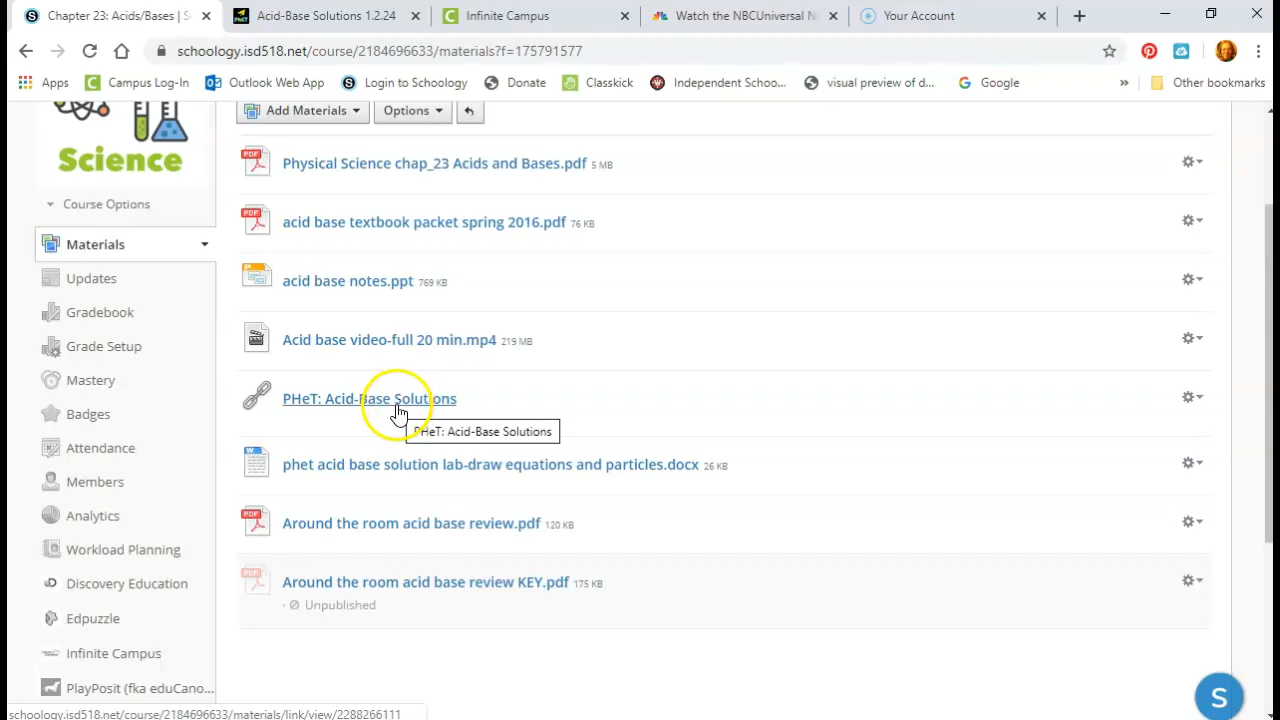 Chapter 23: Acids/Bases | S
Acid-Base Solutions 1.2.24
Infinite Campus
Watch the NBCUniversal N
Your Account
schoology.isd518.net/course/2184696633/materials?f=175791577
Apps
Campus Log-In
Outlook Web App
Login to Schoology
Donate
Classkick
Independent Schoo...
visual preview of d...
Google
Other bookmarks
Science
Course Options
Materials
Updates
Gradebook
Grade Setup
Mastery
Badges
Attendance
Members
Analytics
Workload Planning
Discovery Education
Edpuzzle
Infinite Campus
PlayPosit (fka eduCano...
Add Materials
Options
Physical Science chap_23 Acids and Bases.pdf 5 MB
acid base textbook packet spring 2016.pdf 76 KB
acid base notes.ppt 769 KB
Acid base video-full 20 min.mp4 219 MB
PHeT: Acid-Base Solutions
PHeT: Acid-Base Solutions
phet acid base solution lab-draw equations and particles.docx 26 KB
Around the room acid base review.pdf 120 KB
Around the room acid base review KEY.pdf 175 KB
· Unpublished
schoology.isd518.net/course/2184696633/materials/link/view/2288266111
S